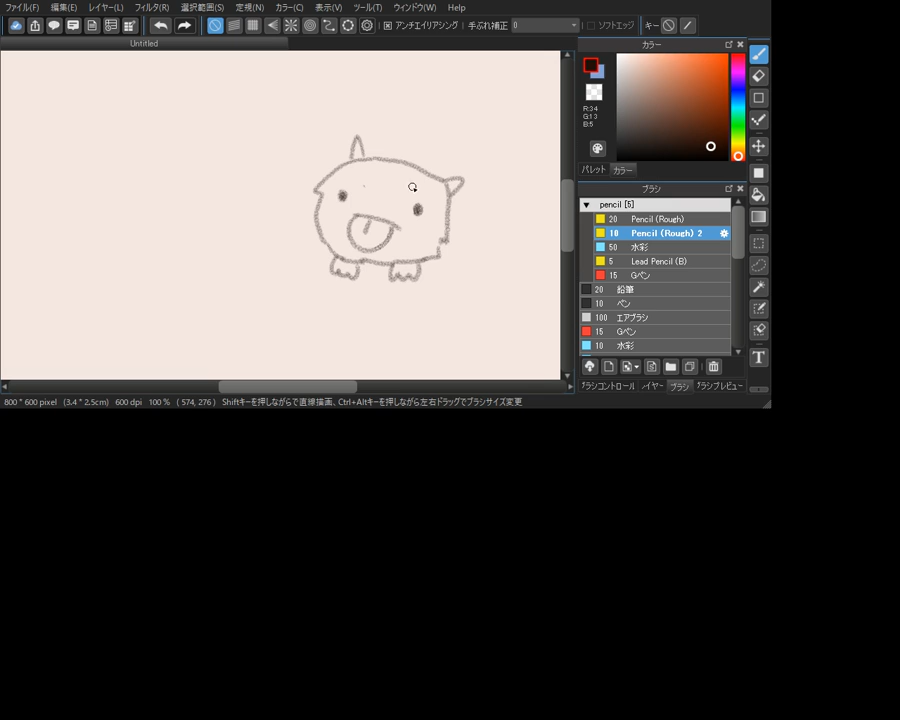 ファイル(F) 編集(E) レイヤー(L) フィルタ(R) 選択範囲(S) 定規(N) カラー(C) 表示(V) ツール(T) ウィンドウ(W) Help
アンチエイリアシング 手ぶれ補正 0 ソフトエッジ キー
Untitled
カラー
R:34
G:13
B:5
パレット カラー
ブラシ
pencil [5]
20 Pencil (Rough)
10 Pencil (Rough) 2
50 水彩
5 Lead Pencil (B)
15 Gペン
20 鉛筆
10 ペン
100 エアブラシ
15 Gペン
10 水彩
ブラシコントロール レイヤー ブラシ ブラシプレビュー
800 * 600 pixel (3.4 * 2.5cm) 600 dpi 100 % ( 574, 276 ) Shiftキーを押しながらで直線描画、Ctrl+Altキーを押しながら左右ドラッグでブラシサイズ変更